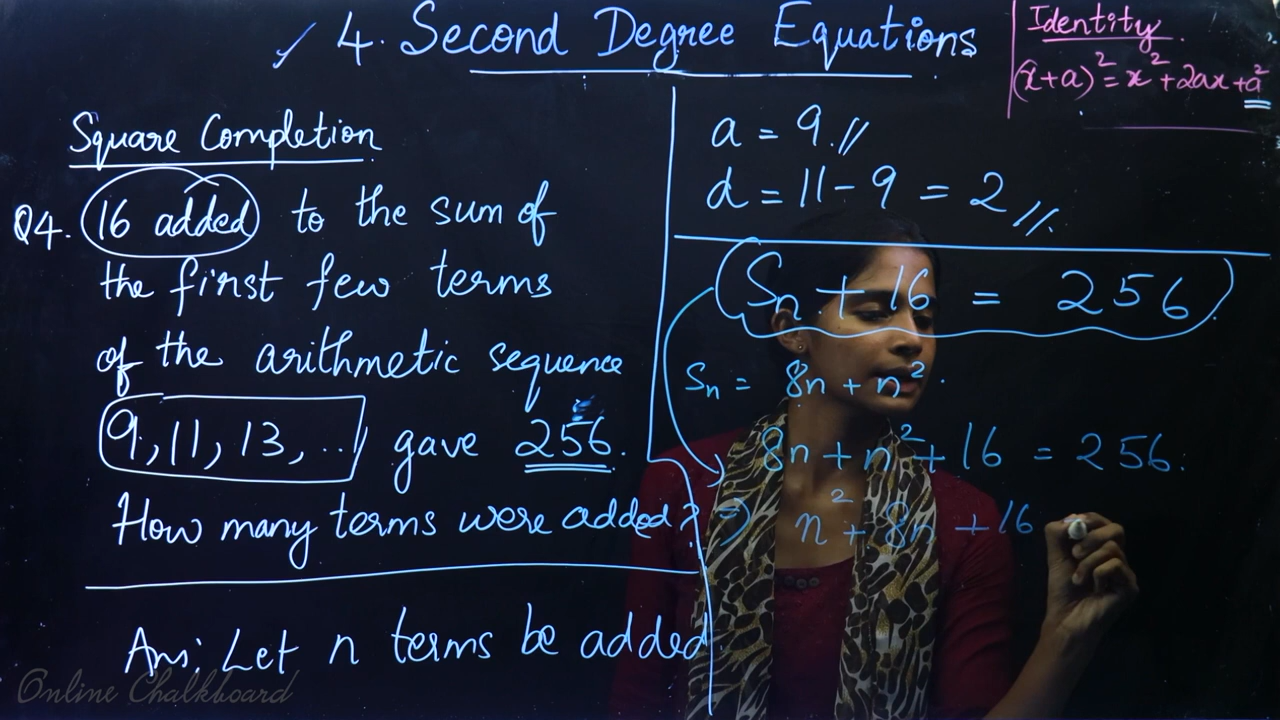 4. Second Degree Equations
Identity
(x+a)² = x² + 2ax + a²
Square Completion
Q4. 16 added to the sum of
the first few terms
of the arithmetic sequence
9, 11, 13, ... gave 256.
How many terms were added?
Ans: Let n terms be added
a = 9 //
d = 11 - 9 = 2 //.
Sn + 16 = 256
Sn = 8n + n².
8n + n² + 16 = 256.
⇒ n² + 8n + 16
Online Chalkboard